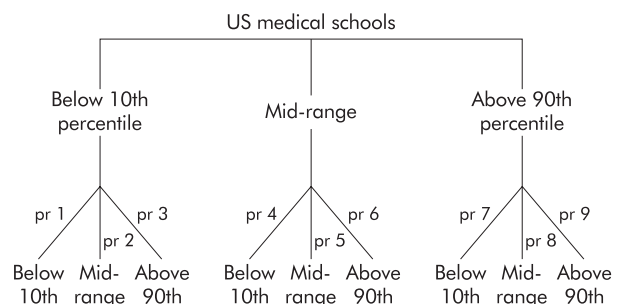 US medical schools
Below 10th
percentile
Mid-range
Above 90th
percentile
pr 1
pr 3
pr 2
pr 4
pr 6
pr 5
pr 7
pr 9
pr 8
Below
10th
Mid-
range
Above
90th
Below
10th
Mid-
range
Above
90th
Below
10th
Mid-
range
Above
90th